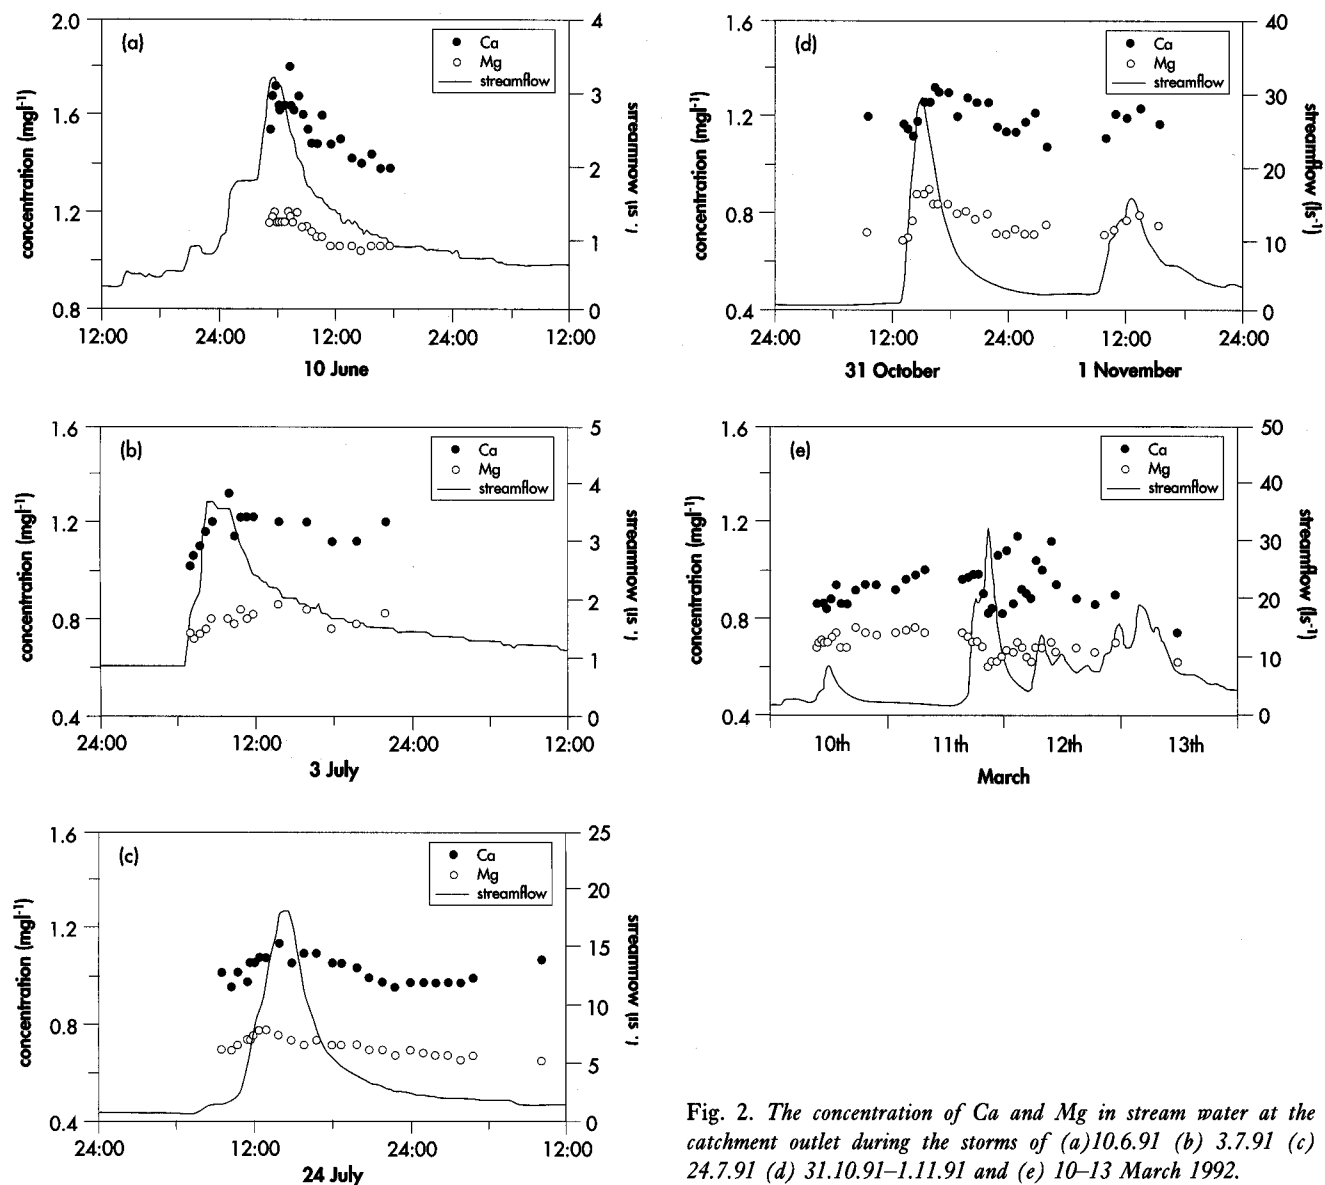 (a)
Ca
Mg
streamflow
2.0
1.6
1.2
0.8
concentration (mgl⁻¹)
4
3
2
1
0
12:00 24:00 12:00 24:00 12:00
10 June
(b)
Ca
Mg
streamflow
1.6
1.2
0.8
0.4
concentration (mgl⁻¹)
5
4
3
2
1
0
24:00 12:00 24:00 12:00
3 July
(c)
Ca
Mg
streamflow
1.6
1.2
0.8
0.4
concentration (mgl⁻¹)
25
20
15
10
5
0
24:00 12:00 24:00 12:00
24 July
(d)
Ca
Mg
streamflow
1.6
1.2
0.8
0.4
concentration (mgl⁻¹)
40
30
20
10
0
streamflow (ls⁻¹)
24:00 12:00 24:00 12:00 24:00
31 October 1 November
(e)
Ca
Mg
streamflow
1.6
1.2
0.8
0.4
concentration (mgl⁻¹)
50
40
30
20
10
0
streamflow (ls⁻¹)
10th 11th 12th 13th
March
Fig. 2. The concentration of Ca and Mg in stream water at the
catchment outlet during the storms of (a)10.6.91 (b) 3.7.91 (c)
24.7.91 (d) 31.10.91–1.11.91 and (e) 10–13 March 1992.